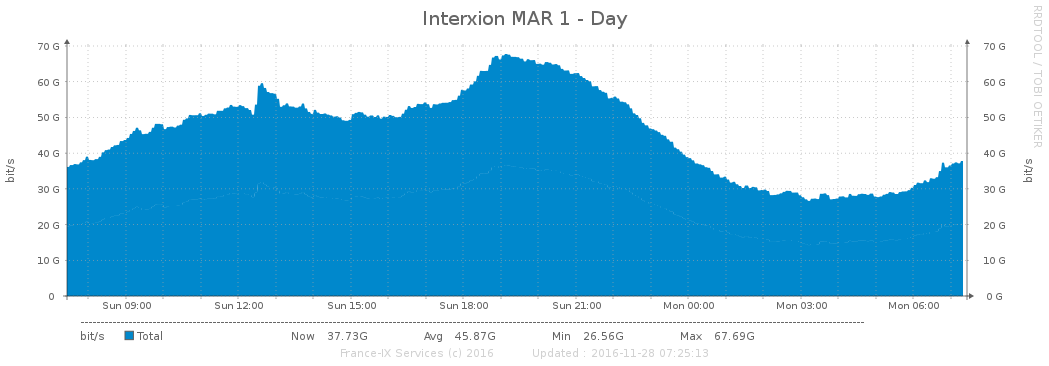 Interxion MAR 1 - Day
RRDTOOL / TOBI OETIKER
bit/s
70 G 70 G
60 G 60 G
50 G 50 G
40 G 40 G
30 G 30 G
20 G 20 G
10 G 10 G
0 0 G
bit/s
Sun 09:00 Sun 12:00 Sun 15:00 Sun 18:00 Sun 21:00 Mon 00:00 Mon 03:00 Mon 06:00
bit/s Total Now 37.73G Avg 45.87G Min 26.56G Max 67.69G
France-IX Services (c) 2016 Updated : 2016-11-28 07:25:13